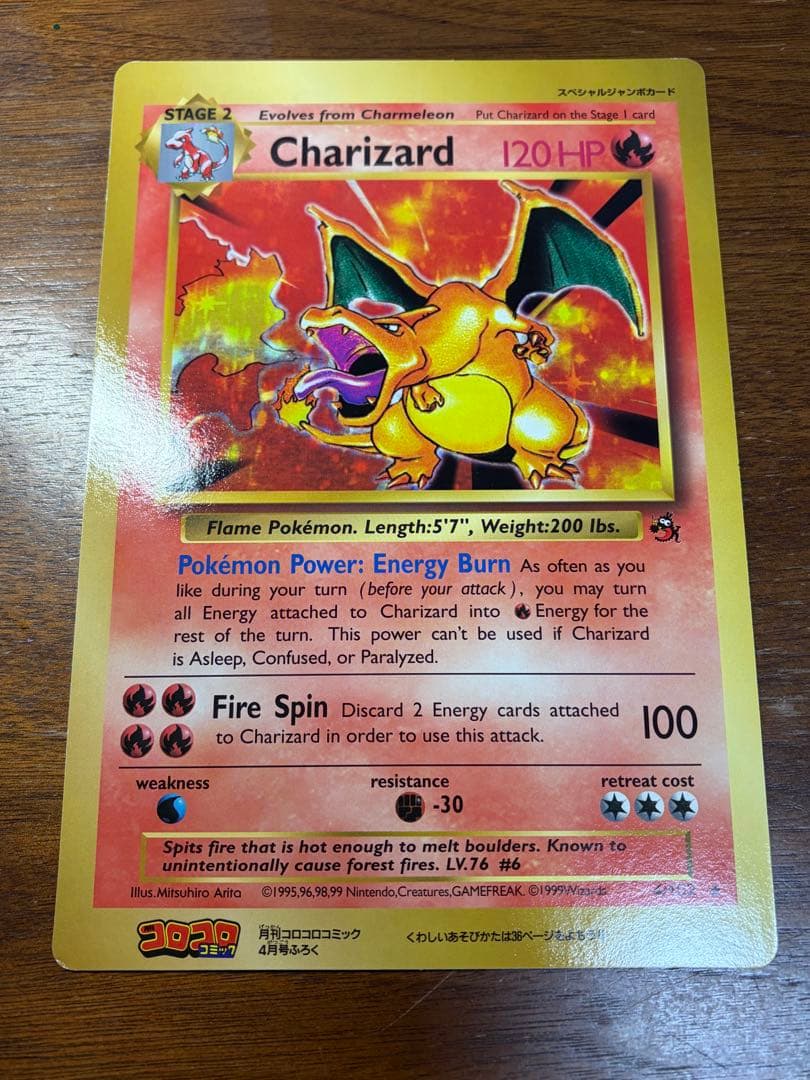 スペシャルジャンボカード
STAGE 2 Evolves from Charmeleon Put Charizard on the Stage 1 card
Charizard 120 HP
Flame Pokémon. Length:5'7", Weight:200 lbs.
Pokémon Power: Energy Burn As often as you
like during your turn (before your attack), you may turn
all Energy attached to Charizard into Energy for the
rest of the turn. This power can't be used if Charizard
is Asleep, Confused, or Paralyzed.
Fire Spin Discard 2 Energy cards attached
to Charizard in order to use this attack.
100
weakness resistance retreat cost
-30
Spits fire that is hot enough to melt boulders. Known to
unintentionally cause forest fires. LV.76 #6
Illus.Mitsuhiro Arita ©1995,96,98,99 Nintendo,Creatures,GAMEFREAK. ©1999Wizards
月刊
コロコロ
コミック
月刊コロコロコミック
4月号ふろく
くわしいあそびかたは36ページをよもう!!